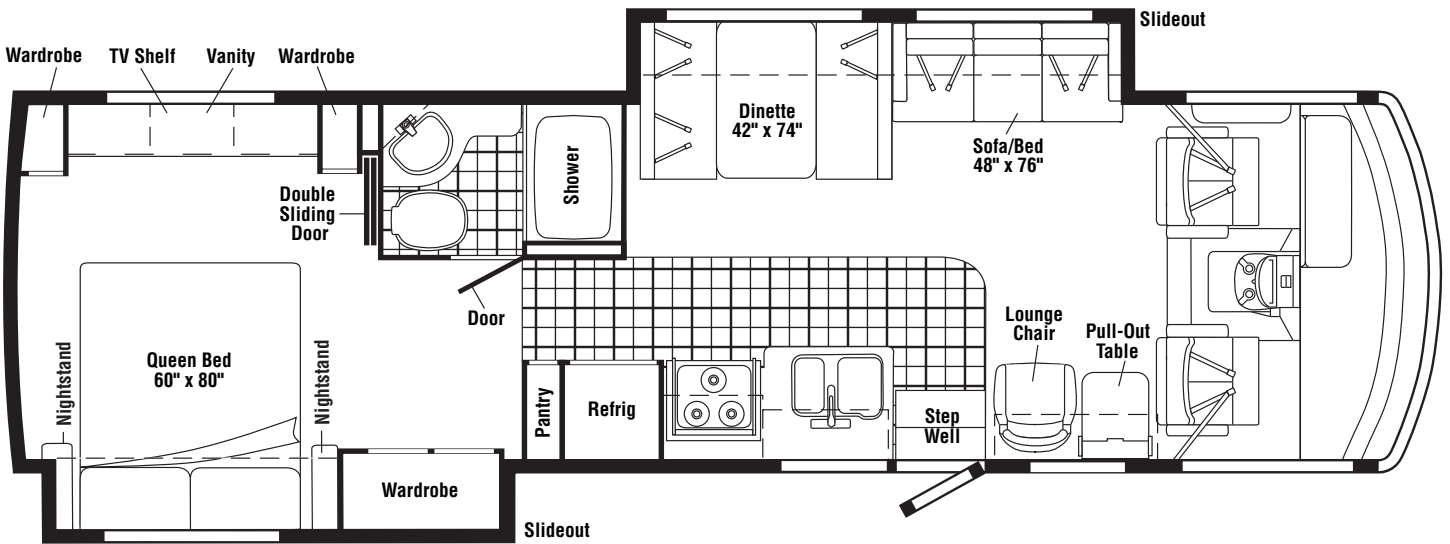 Slideout
Wardrobe
TV Shelf
Vanity
Wardrobe
Dinette
42" x 74"
Sofa/Bed
48" x 76"
Shower
Double
Sliding
Door
Door
Lounge
Chair
Pull-Out
Table
Nightstand
Queen Bed
60" x 80"
Nightstand
Pantry
Refrig
Step
Well
Wardrobe
Slideout